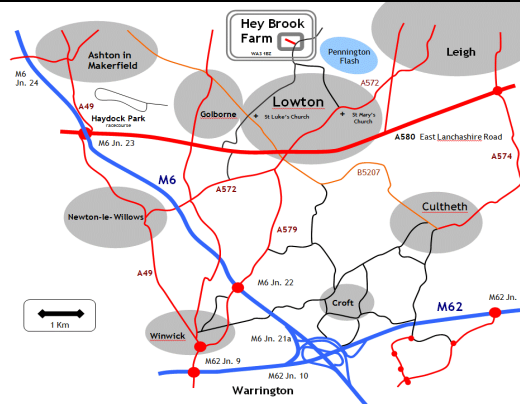 Hey Brook
Farm
WA3 1BZ
Pennington
Flash
Leigh
Ashton in
Makerfield
M6
Jn. 24
A49
Haydock Park
racecourse
Golborne
Lowton
A572
St Luke's Church
St Mary's
Church
M6 Jn. 23
A580 East Lanchashire Road
A574
M6
A572
B5207
Newton-le-Willows
A579
Cultheth
A49
M6 Jn. 22
Croft
M62
M62 Jn.
1 Km
Winwick
M6 Jn. 21a
M62 Jn. 9
M62 Jn. 10
Warrington